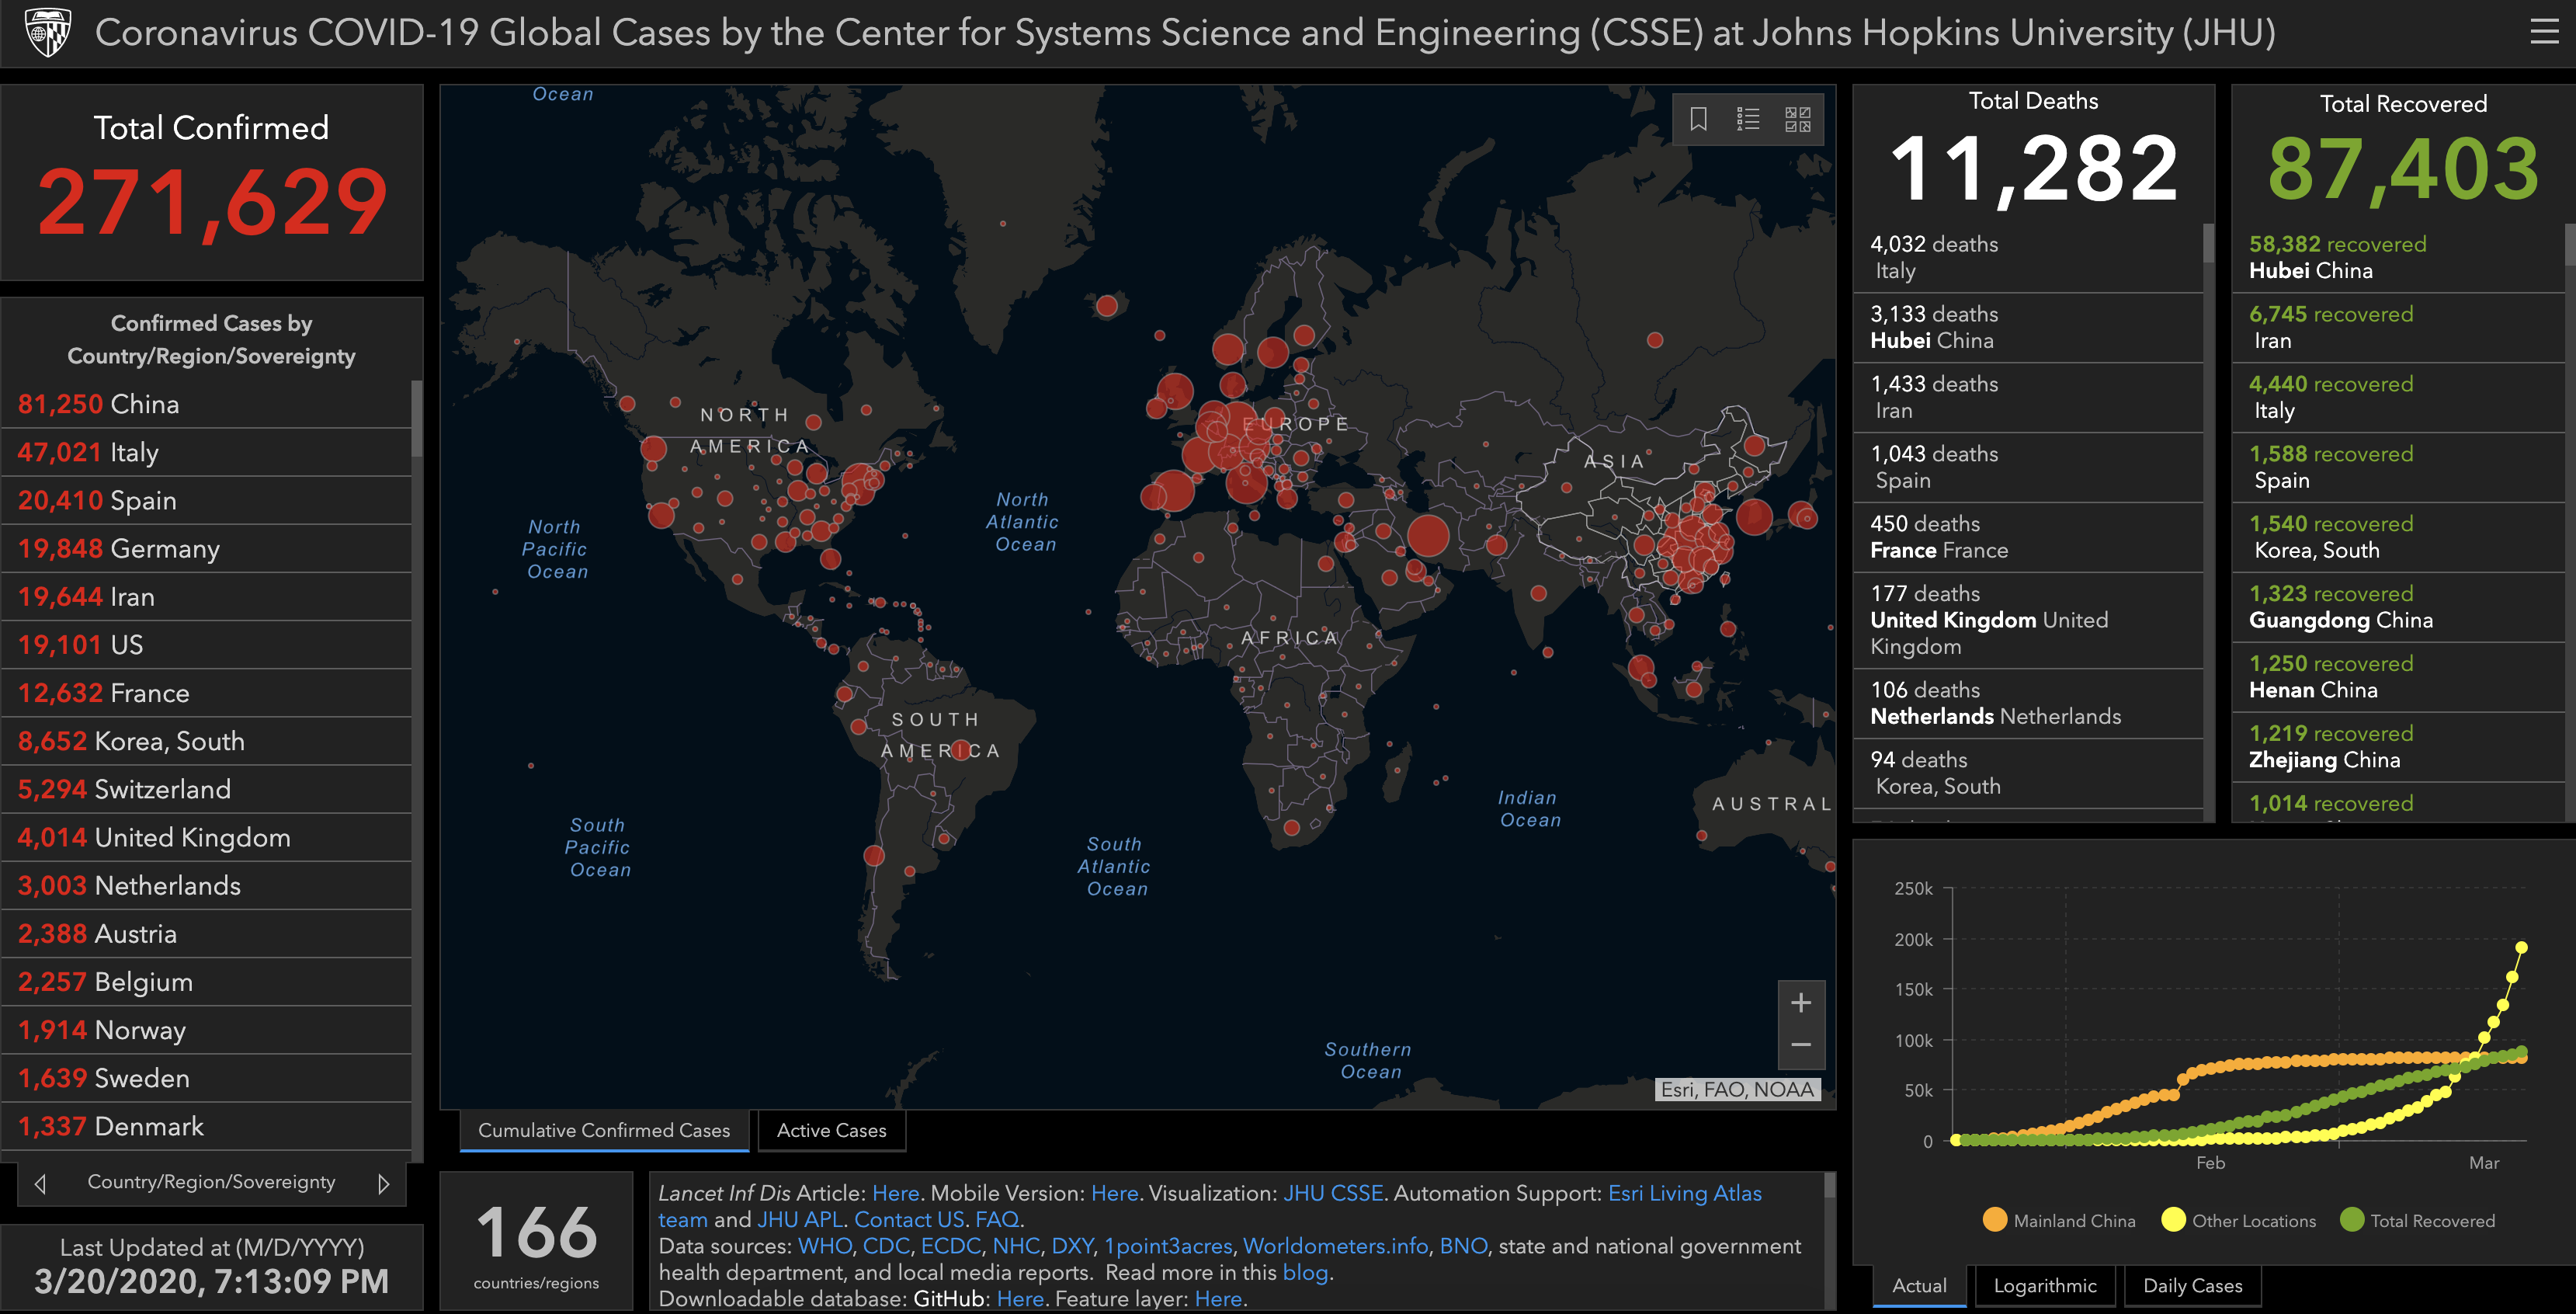 Coronavirus COVID-19 Global Cases by the Center for Systems Science and Engineering (CSSE) at Johns Hopkins University (JHU)
Total Confirmed
271,629
Confirmed Cases by
Country/Region/Sovereignty
81,250 China
47,021 Italy
20,410 Spain
19,848 Germany
19,644 Iran
19,101 US
12,632 France
8,652 Korea, South
5,294 Switzerland
4,014 United Kingdom
3,003 Netherlands
2,388 Austria
2,257 Belgium
1,914 Norway
1,639 Sweden
1,337 Denmark
Country/Region/Sovereignty
Last Updated at (M/D/YYYY)
3/20/2020, 7:13:09 PM
Ocean
NORTH
AMERICA
EUROPE
ASIA
North
Pacific
Ocean
North
Atlantic
Ocean
AFRICA
SOUTH
AMERICA
South
Pacific
Ocean
South
Atlantic
Ocean
Indian
Ocean
AUSTRAL
Southern
Ocean
+
−
Esri, FAO, NOAA
Cumulative Confirmed Cases
Active Cases
166
countries/regions
Lancet Inf Dis Article: Here. Mobile Version: Here. Visualization: JHU CSSE. Automation Support: Esri Living Atlas
team and JHU APL. Contact US. FAQ.
Data sources: WHO, CDC, ECDC, NHC, DXY, 1point3acres, Worldometers.info, BNO, state and national government
health department, and local media reports. Read more in this blog.
Downloadable database: GitHub: Here. Feature layer: Here.
Total Deaths
11,282
4,032 deaths
Italy
3,133 deaths
Hubei China
1,433 deaths
Iran
1,043 deaths
Spain
450 deaths
France France
177 deaths
United Kingdom United
Kingdom
106 deaths
Netherlands Netherlands
94 deaths
Korea, South
Total Recovered
87,403
58,382 recovered
Hubei China
6,745 recovered
Iran
4,440 recovered
Italy
1,588 recovered
Spain
1,540 recovered
Korea, South
1,323 recovered
Guangdong China
1,250 recovered
Henan China
1,219 recovered
Zhejiang China
1,014 recovered
250k
200k
150k
100k
50k
0
Feb
Mar
Mainland China
Other Locations
Total Recovered
Actual
Logarithmic
Daily Cases